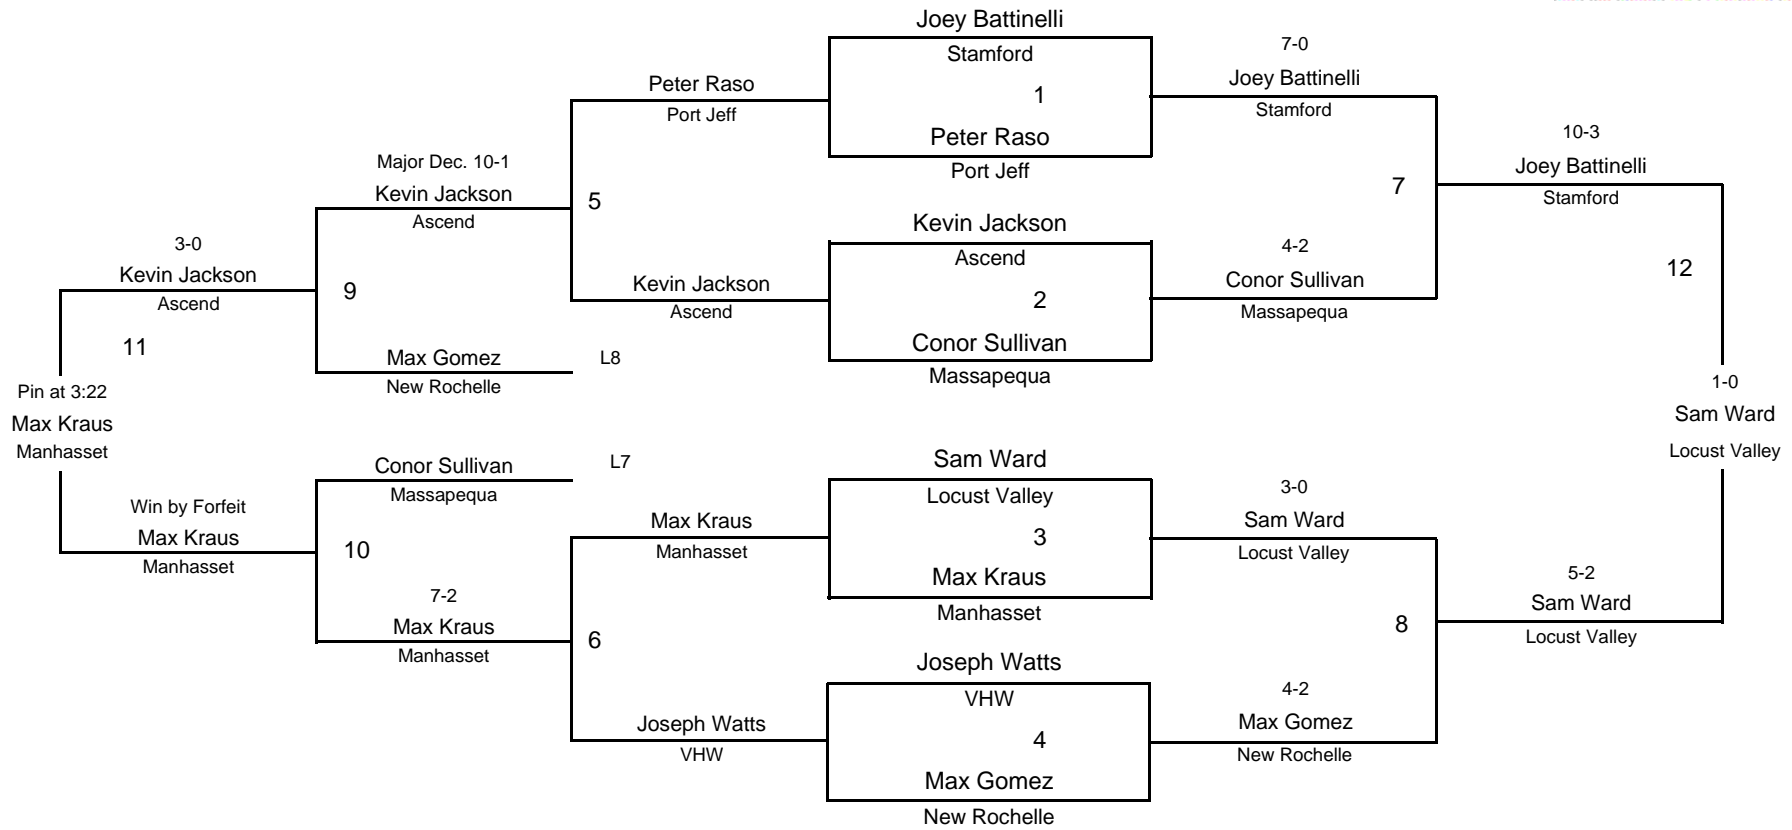 Joey Battinelli
Stamford
1
Peter Raso
Port Jeff
Kevin Jackson
Ascend
2
Conor Sullivan
Massapequa
Sam Ward
Locust Valley
3
Max Kraus
Manhasset
Joseph Watts
VHW
4
Max Gomez
New Rochelle
7-0
Joey Battinelli
Stamford
7
4-2
Conor Sullivan
Massapequa
3-0
Sam Ward
Locust Valley
8
4-2
Max Gomez
New Rochelle
10-3
Joey Battinelli
Stamford
12
5-2
Sam Ward
Locust Valley
1-0
Sam Ward
Locust Valley
Peter Raso
Port Jeff
5
Kevin Jackson
Ascend
Max Kraus
Manhasset
6
Joseph Watts
VHW
Major Dec. 10-1
Kevin Jackson
Ascend
9
Max Gomez
L8
New Rochelle
Conor Sullivan
L7
Massapequa
10
7-2
Max Kraus
Manhasset
3-0
Kevin Jackson
Ascend
11
Win by Forfeit
Max Kraus
Manhasset
Pin at 3:22
Max Kraus
Manhasset